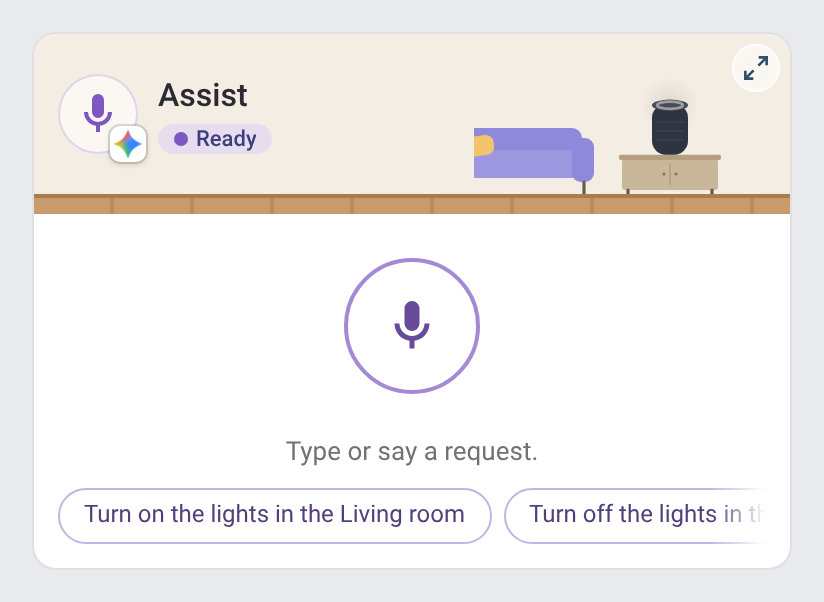 Assist
Ready
Type or say a request.
Turn on the lights in the Living room
Turn off the lights in